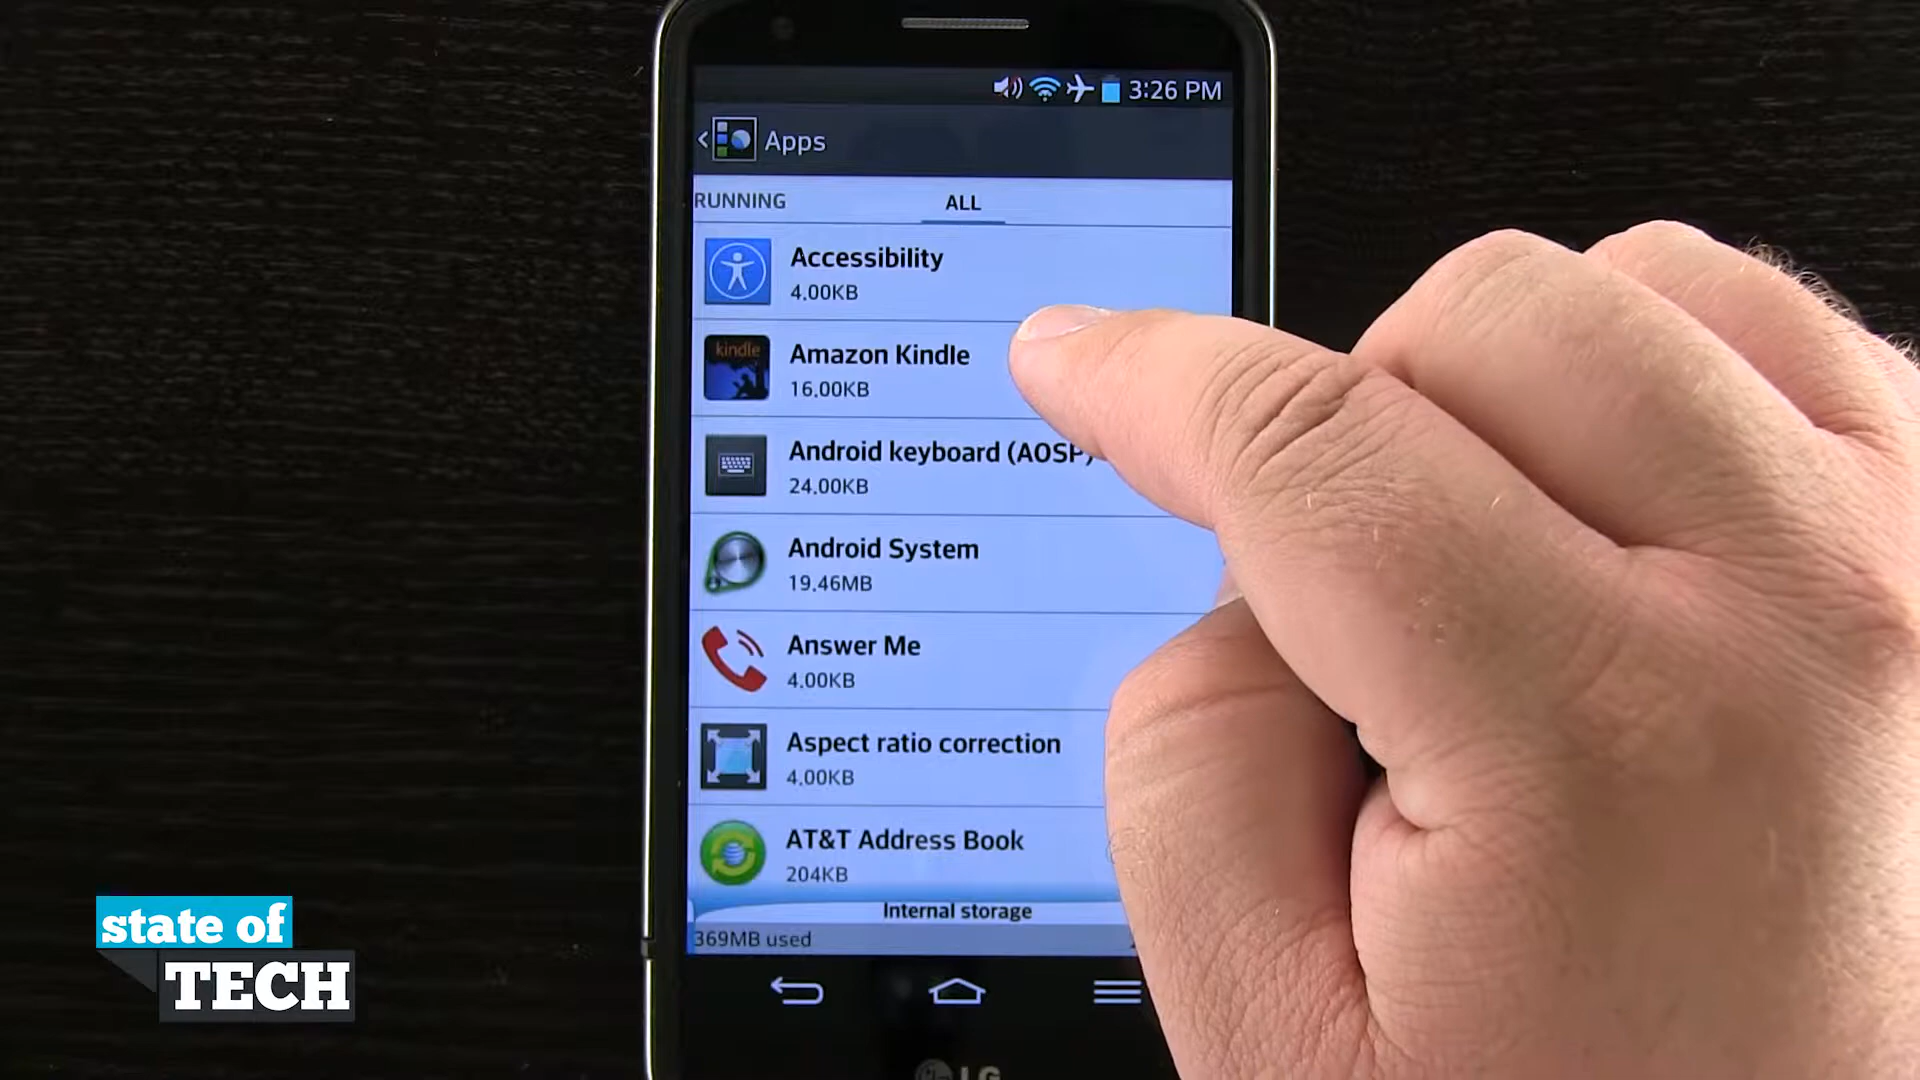 3:26 PM
Apps
RUNNING
ALL
Accessibility
4.00KB
kindle
Amazon Kindle
16.00KB
Android keyboard (AOSP)
24.00KB
Android System
19.46MB
Answer Me
4.00KB
Aspect ratio correction
4.00KB
AT&T Address Book
204KB
Internal storage
369MB used
LG
state of
TECH